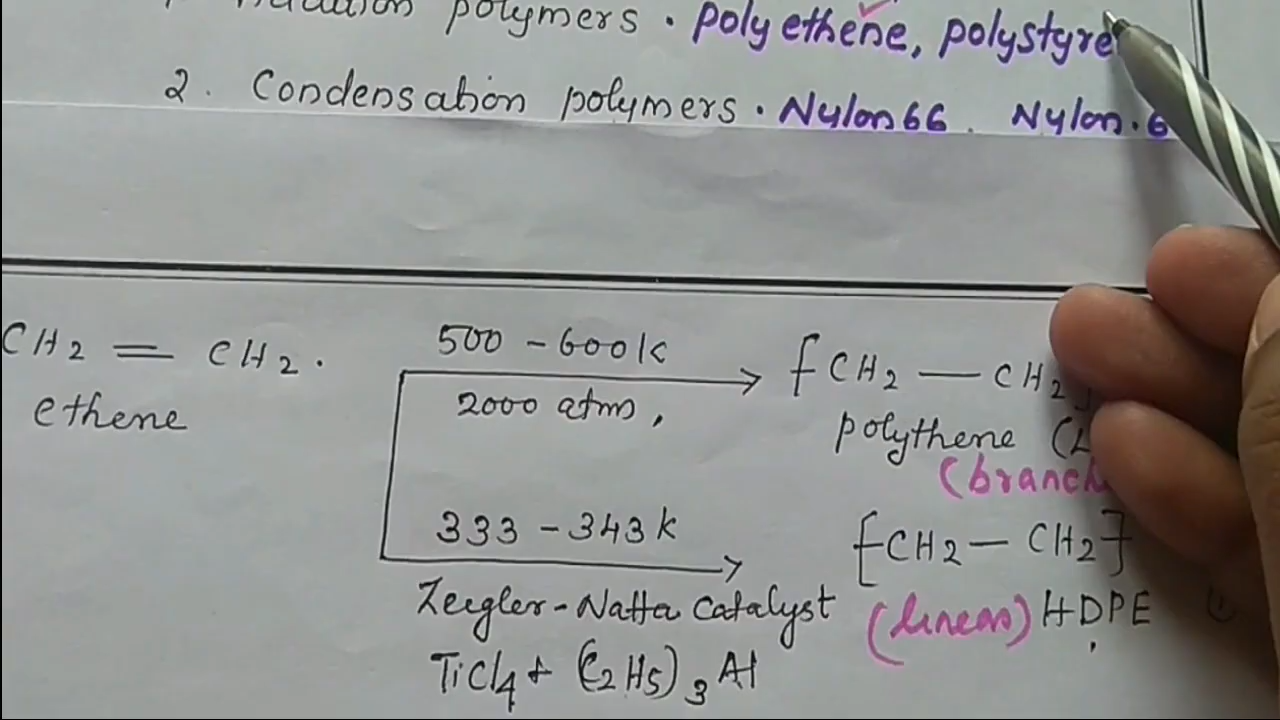 polymers. polyethene, polystyre
2. Condensation polymers. Nylon 66. Nylon. 6
CH2 = CH2. 500 - 600 K [CH2 — CH2
ethene 2000 atm, polythene (L
(branch
333 - 343 K [CH2 — CH2]
Zeigler-Natta Catalyst (linear) HDPE
TiCl4 + (C2H5)3 Al